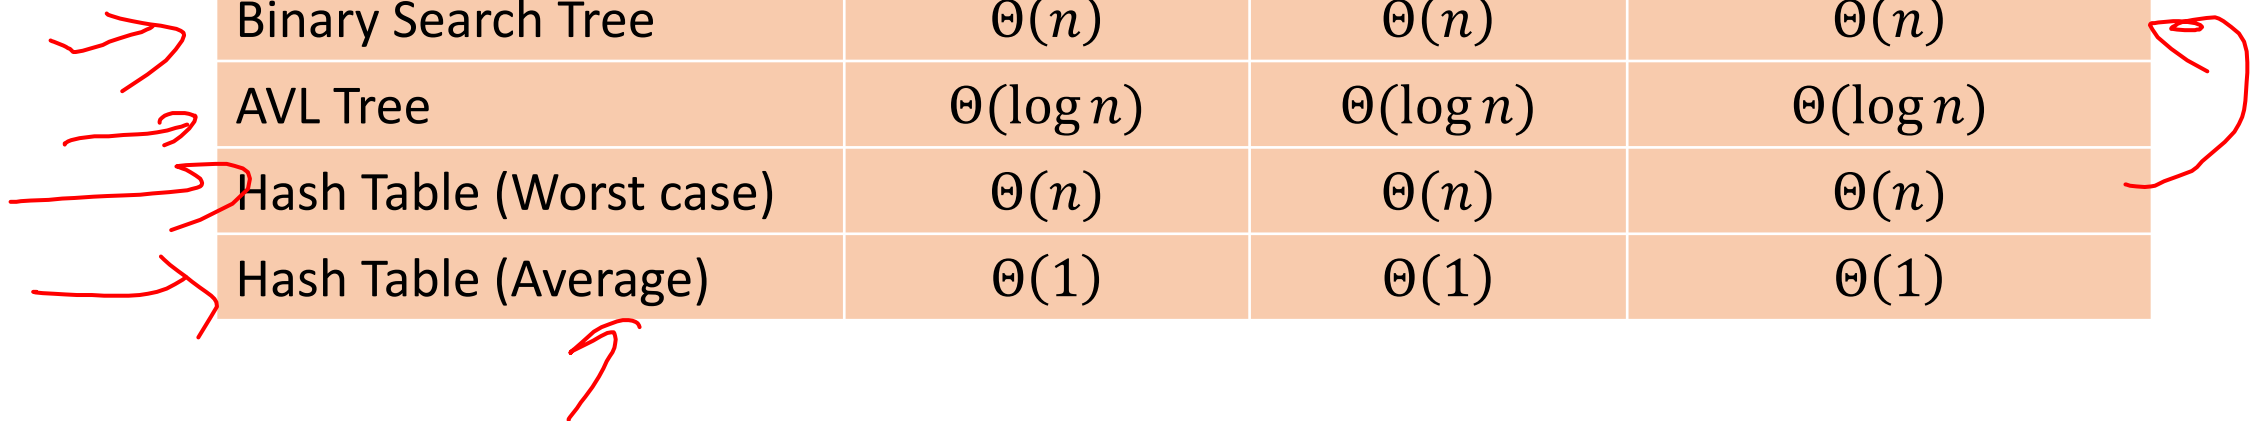 Binary Search Tree Θ(n) Θ(n) Θ(n)
AVL Tree Θ(log n) Θ(log n) Θ(log n)
Hash Table (Worst case) Θ(n) Θ(n) Θ(n)
Hash Table (Average) Θ(1) Θ(1) Θ(1)